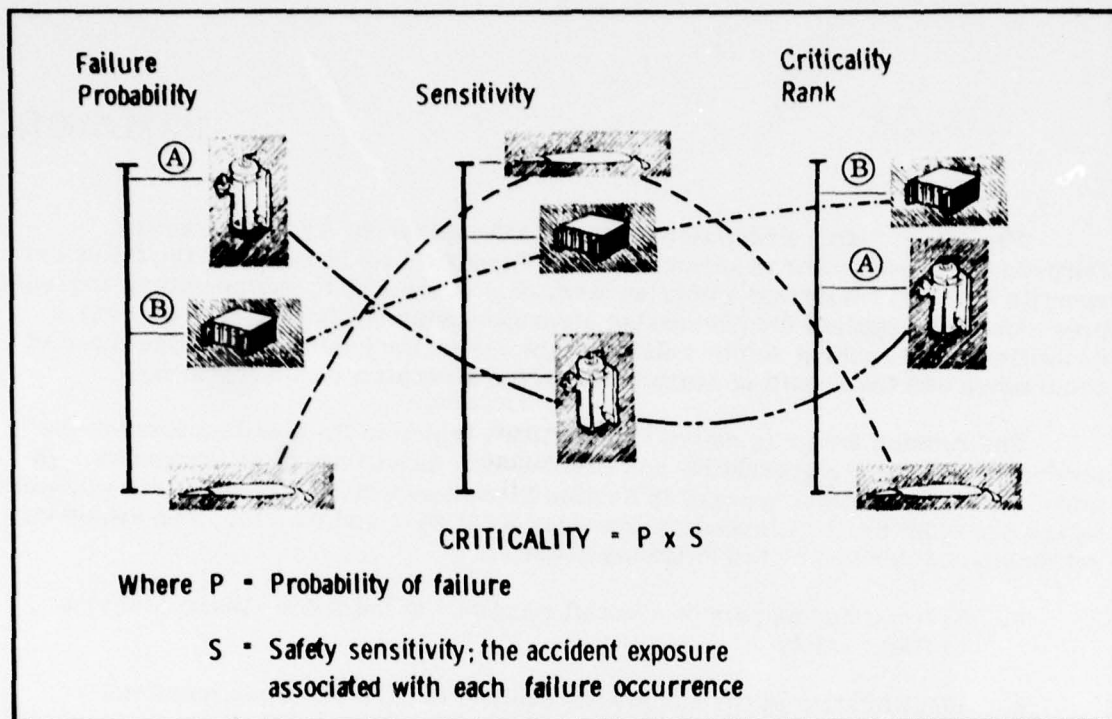 Failure
Probability
Sensitivity
Criticality
Rank
Ⓐ
Ⓑ
Ⓑ
Ⓐ
CRITICALITY = P x S
Where P = Probability of failure
S = Safety sensitivity; the accident exposure
associated with each failure occurrence